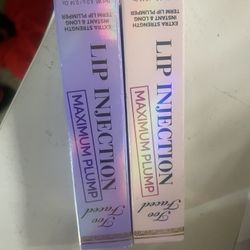 Too
Faced
LIP INJECTION
MAXIMUM PLUMP
EXTRA STRENGTH
INSTANT & LONG
TERM LIP PLUMPER
Too
Faced
LIP INJECTION
MAXIMUM PLUMP
EXTRA STRENGTH
INSTANT & LONG
TERM LIP PLUMPER